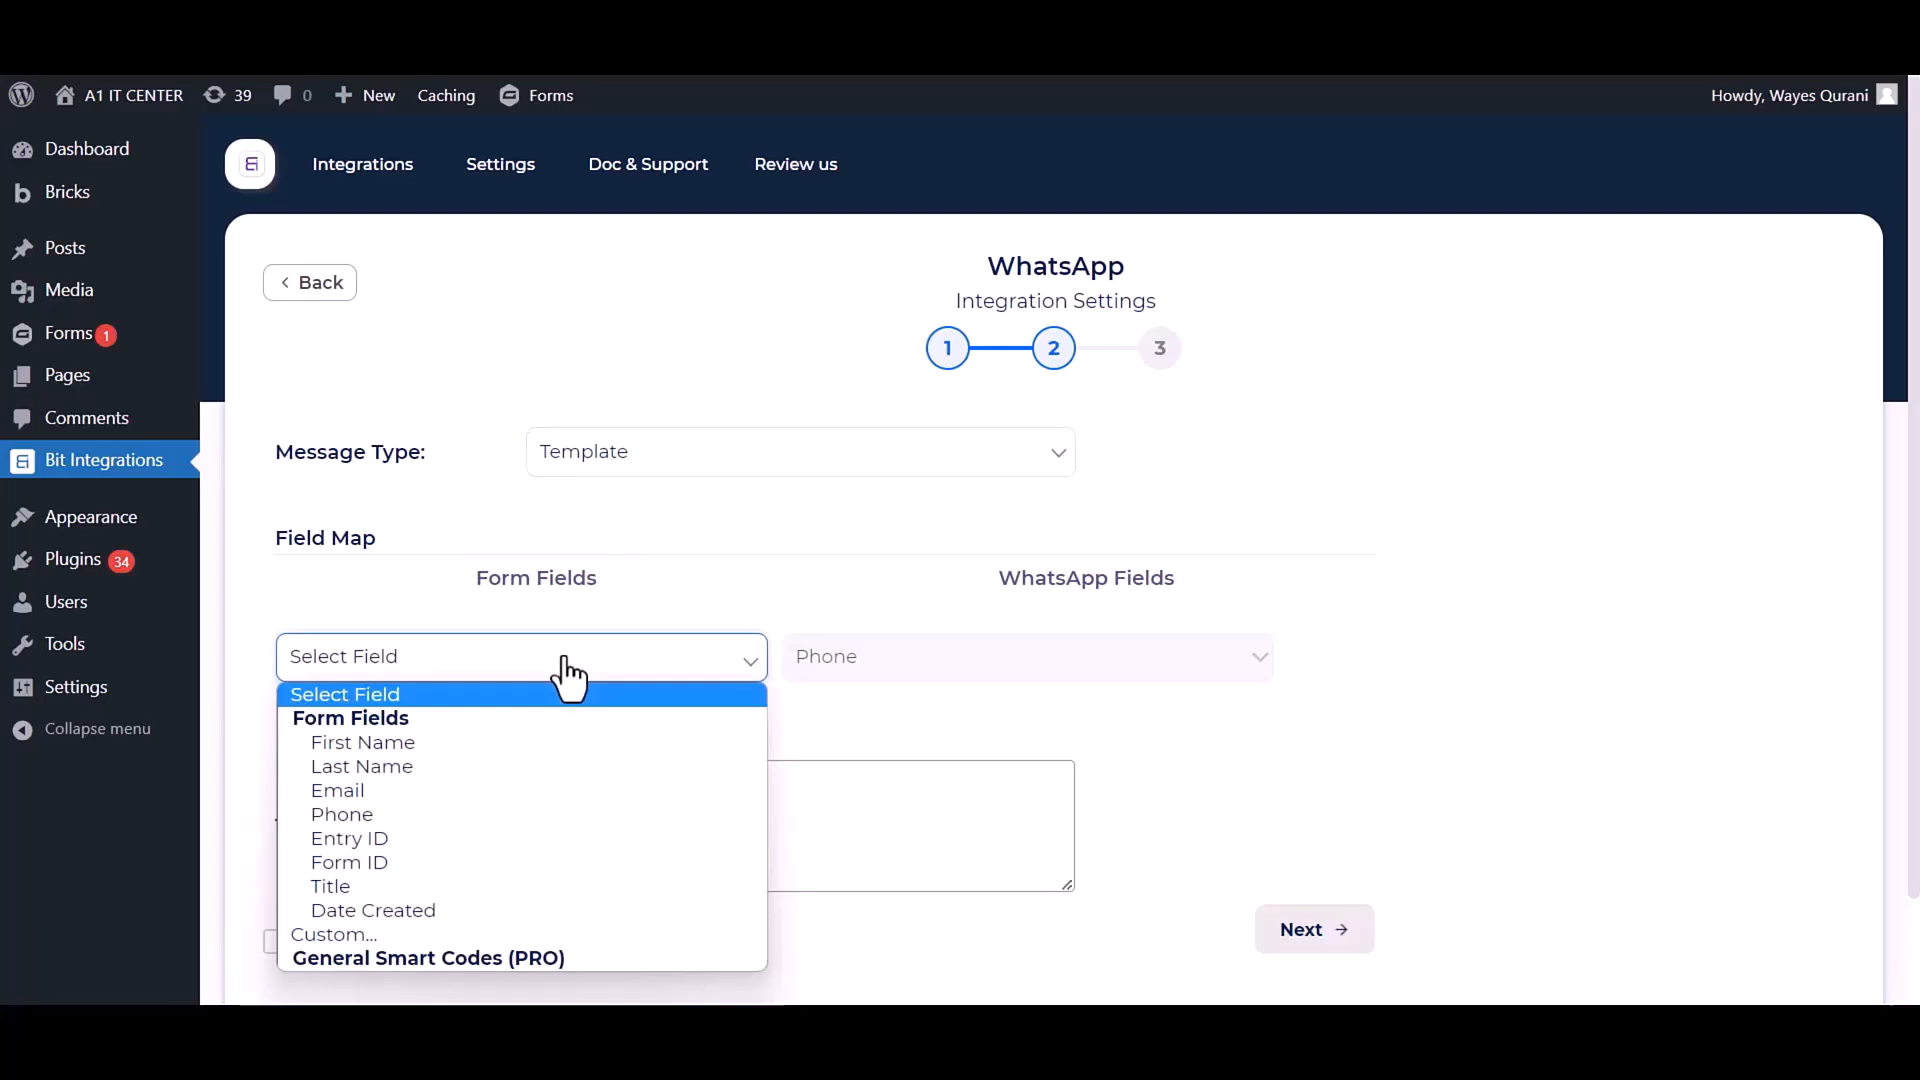 A1 IT CENTER 39 0 New Caching Forms Howdy, Wayes Qurani
Dashboard
Bricks
Posts
Media
Forms 1
Pages
Comments
Bit Integrations
Appearance
Plugins 34
Users
Tools
Settings
Collapse menu
Integrations Settings Doc & Support Review us
Back
WhatsApp
Integration Settings
1 2 3
Message Type: Template
Field Map
Form Fields WhatsApp Fields
Select Field Phone
Select Field
Form Fields
First Name
Last Name
Email
Phone
Entry ID
Form ID
Title
Date Created
Custom...
General Smart Codes (PRO)
Next